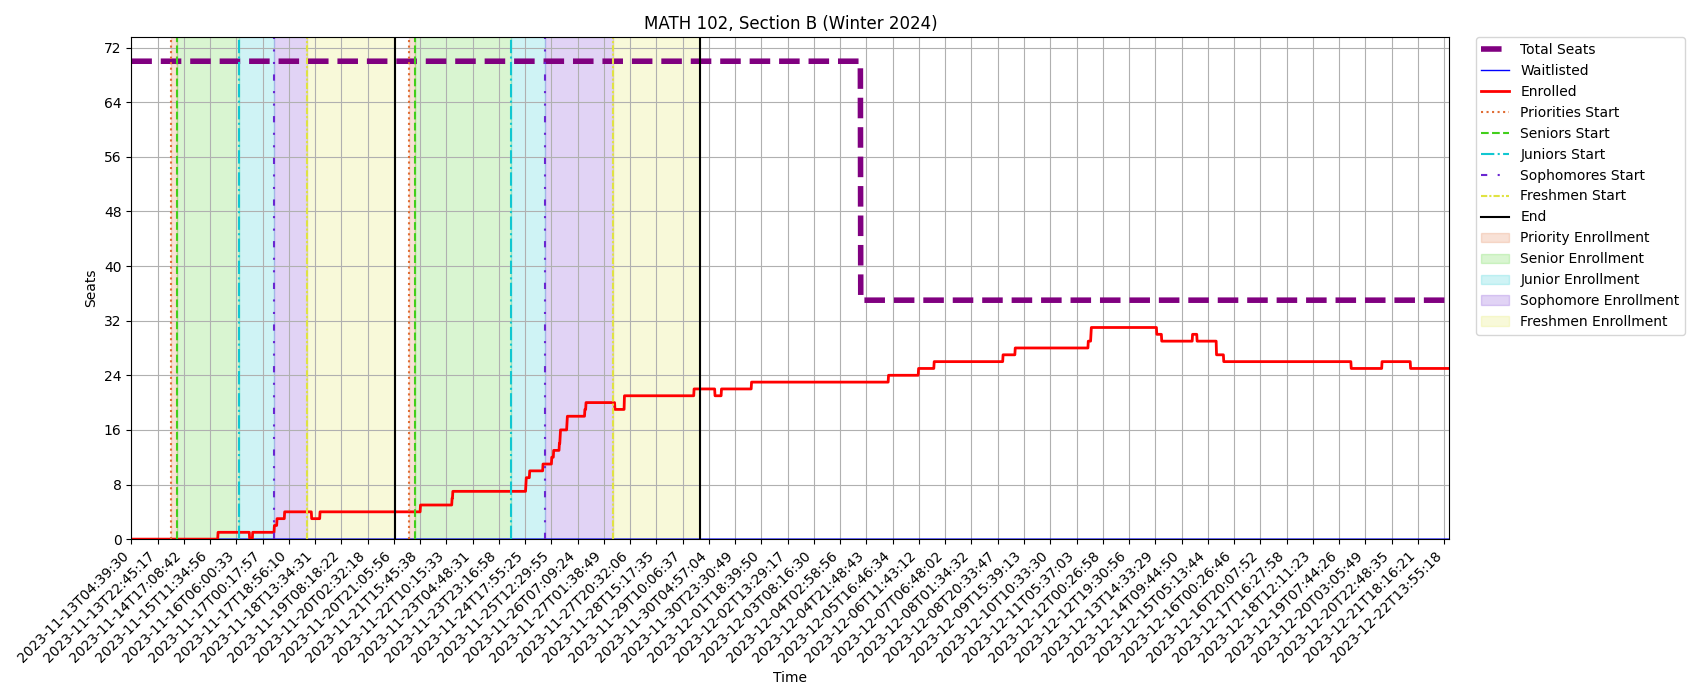 MATH 102, Section B (Winter 2024)
Seats
72
64
56
48
40
32
24
16
8
0
2023-11-13T04:39:30
2023-11-13T22:45:17
2023-11-14T17:08:42
2023-11-15T11:34:56
2023-11-16T06:00:33
2023-11-17T00:17:57
2023-11-17T18:56:10
2023-11-18T13:34:31
2023-11-19T08:18:22
2023-11-20T02:32:18
2023-11-20T21:05:56
2023-11-21T15:45:38
2023-11-23T10:15:33
2023-11-23T04:48:31
2023-11-23T23:16:58
2023-11-24T17:55:25
2023-11-25T12:29:55
2023-11-26T07:09:24
2023-11-27T01:38:49
2023-11-27T20:32:06
2023-11-28T15:17:35
2023-11-29T10:06:37
2023-11-30T04:57:04
2023-11-30T23:30:49
2023-12-01T18:39:50
2023-12-02T13:29:17
2023-12-03T08:16:30
2023-12-04T02:58:56
2023-12-04T21:48:43
2023-12-05T16:46:34
2023-12-06T11:43:12
2023-12-07T06:48:02
2023-12-08T01:34:32
2023-12-08T20:33:47
2023-12-09T15:39:13
2023-12-10T10:33:30
2023-12-11T05:37:03
2023-12-12T00:26:58
2023-12-12T19:30:56
2023-12-13T14:33:29
2023-12-14T09:44:50
2023-12-15T05:13:44
2023-12-16T00:26:46
2023-12-16T20:07:52
2023-12-17T16:27:58
2023-12-18T12:11:23
2023-12-19T07:44:26
2023-12-20T03:05:49
2023-12-20T22:48:35
2023-12-21T18:16:21
2023-12-22T13:55:18
Time
Total Seats
Waitlisted
Enrolled
Priorities Start
Seniors Start
Juniors Start
Sophomores Start
Freshmen Start
End
Priority Enrollment
Senior Enrollment
Junior Enrollment
Sophomore Enrollment
Freshmen Enrollment